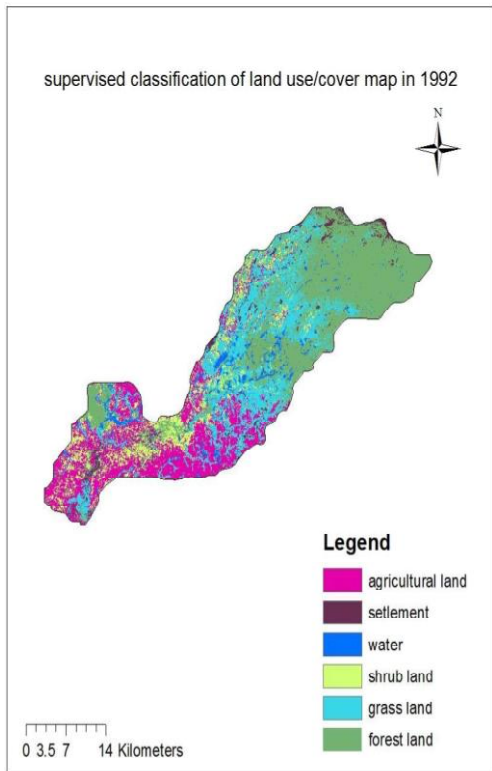 supervised classification of land use/cover map in 1992
N
Legend
agricultural land
setlement
water
shrub land
grass land
forest land
0 3.5 7 14 Kilometers